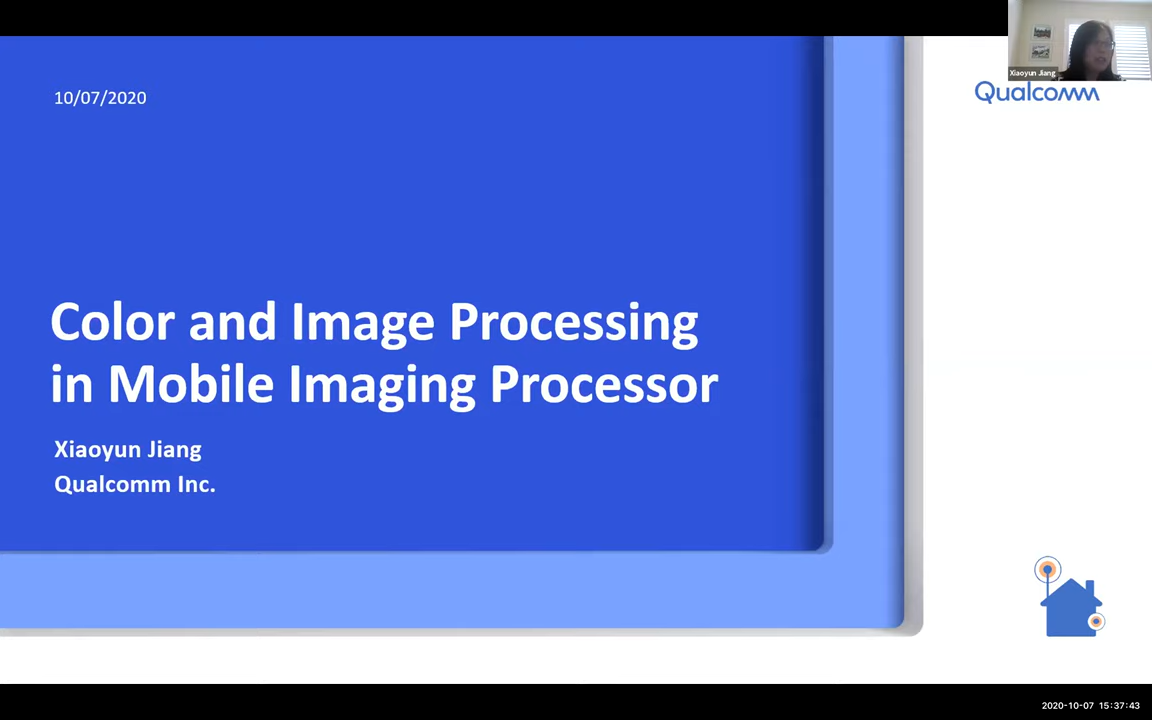 Xiaoyun Jiang
Qualcomm
10/07/2020
Color and Image Processing
in Mobile Imaging Processor
Xiaoyun Jiang
Qualcomm Inc.
2020-10-07 15:37:43